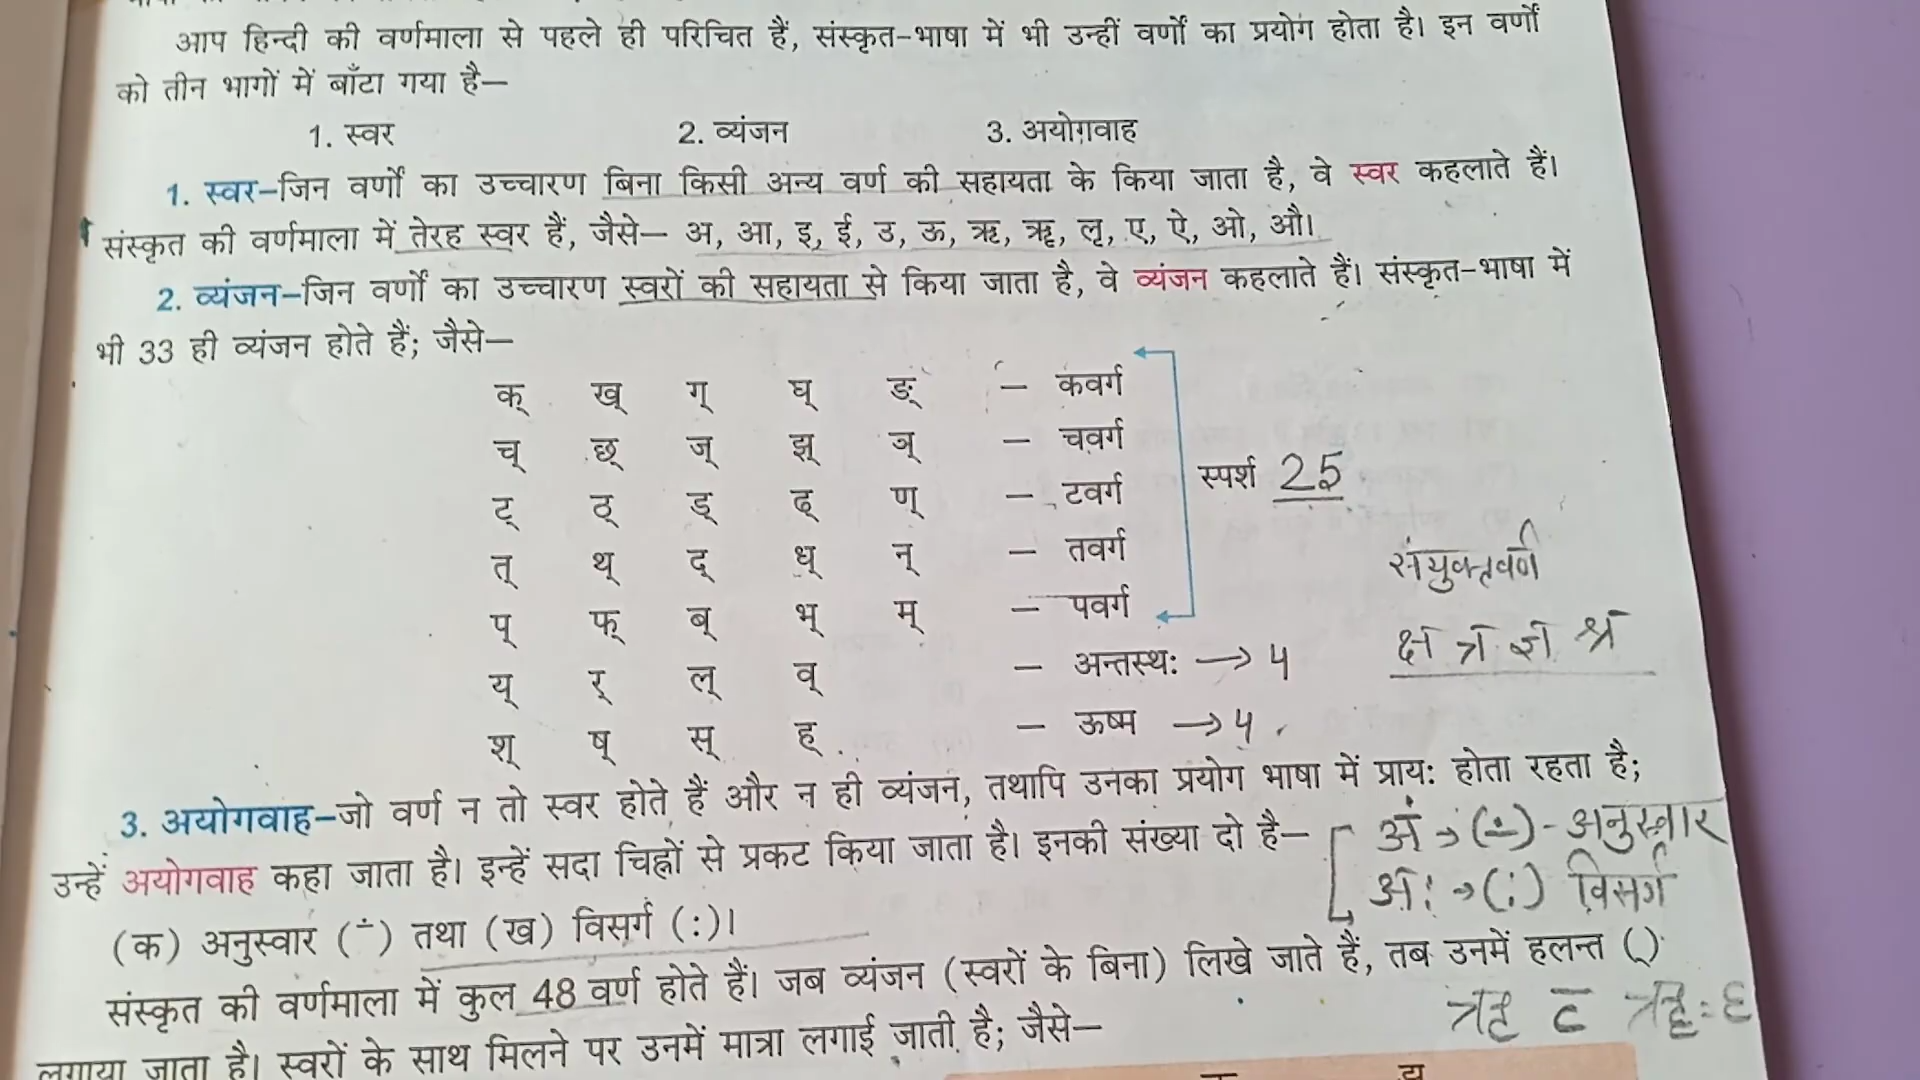 आप हिन्दी की वर्णमाला से पहले ही परिचित हैं, संस्कृत-भाषा में भी उन्हीं वर्णों का प्रयोग होता है। इन वर्णों
को तीन भागों में बाँटा गया है—
1. स्वर 2. व्यंजन 3. अयोगवाह
1. स्वर–जिन वर्णों का उच्चारण बिना किसी अन्य वर्ण की सहायता के किया जाता है, वे स्वर कहलाते हैं।
संस्कृत की वर्णमाला में तेरह स्वर हैं, जैसे— अ, आ, इ, ई, उ, ऊ, ऋ, ॠ, लृ, ए, ऐ, ओ, औ।
2. व्यंजन–जिन वर्णों का उच्चारण स्वरों की सहायता से किया जाता है, वे व्यंजन कहलाते हैं। संस्कृत-भाषा में
भी 33 ही व्यंजन होते हैं; जैसे—
क् ख् ग् घ् ङ् – कवर्ग
च् छ् ज् झ् ञ् – चवर्ग
ट् ठ् ड् ढ् ण् – टवर्ग
स्पर्श 25
त् थ् द् ध् न् – तवर्ग
संयुक्तवर्ण
प् फ् ब् भ् म् – पवर्ग
य् र् ल् व् – अन्तस्थः → 4
क्ष त्र ज्ञ श्र
श् ष् स् ह् – ऊष्म → 4
3. अयोगवाह–जो वर्ण न तो स्वर होते हैं और न ही व्यंजन, तथापि उनका प्रयोग भाषा में प्रायः होता रहता है;
उन्हें अयोगवाह कहा जाता है। इन्हें सदा चिह्नों से प्रकट किया जाता है। इनकी संख्या दो है—
अं → (ं) - अनुस्वार
अः → (:) विसर्ग
(क) अनुस्वार (ं) तथा (ख) विसर्ग (:)।
संस्कृत की वर्णमाला में कुल 48 वर्ण होते हैं। जब व्यंजन (स्वरों के बिना) लिखे जाते हैं, तब उनमें हलन्त (्)
लगाया जाता है। स्वरों के साथ मिलने पर उनमें मात्रा लगाई जाती है; जैसे—